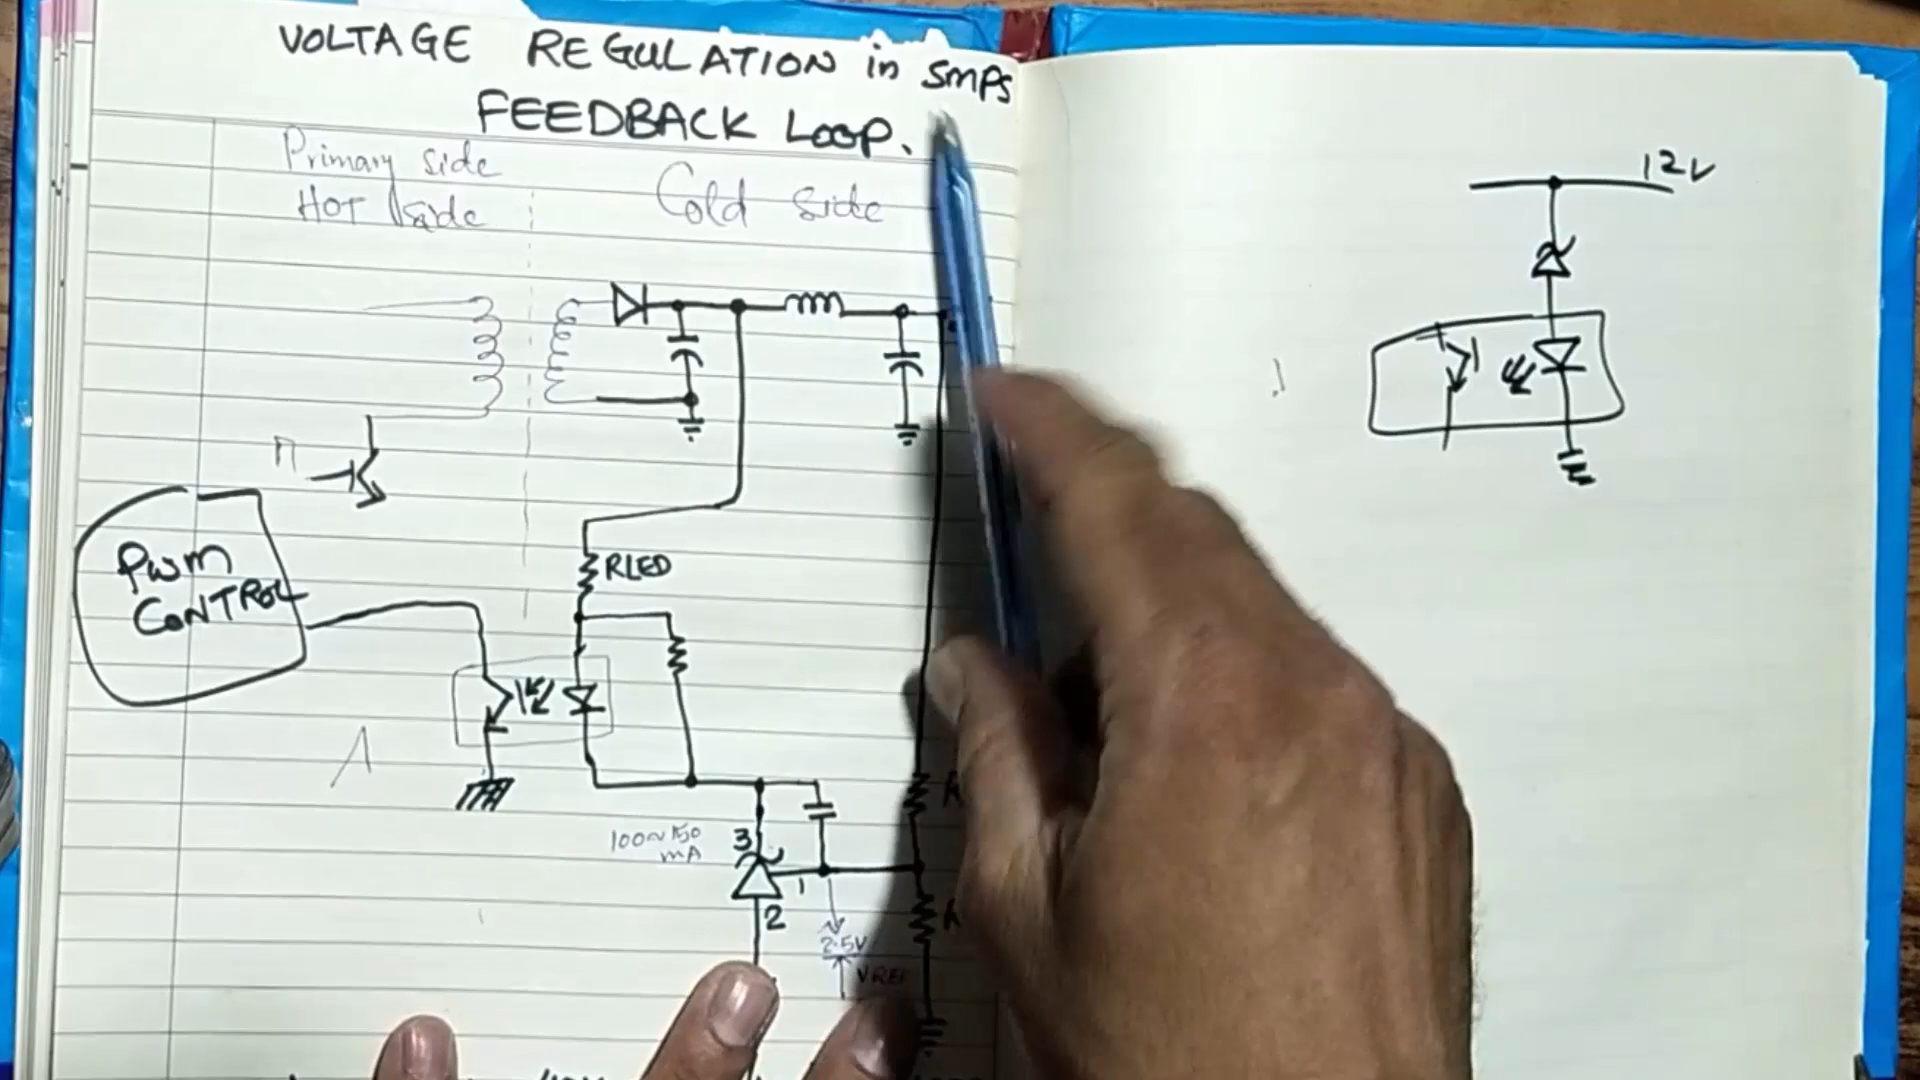 VOLTAGE REGULATION in SMPS
FEEDBACK LOOP.
Primary side
HOT side
Cold side
12V
PWM
CONTROL
RLED
100~150
mA
3
1
2
2.5V
VREF